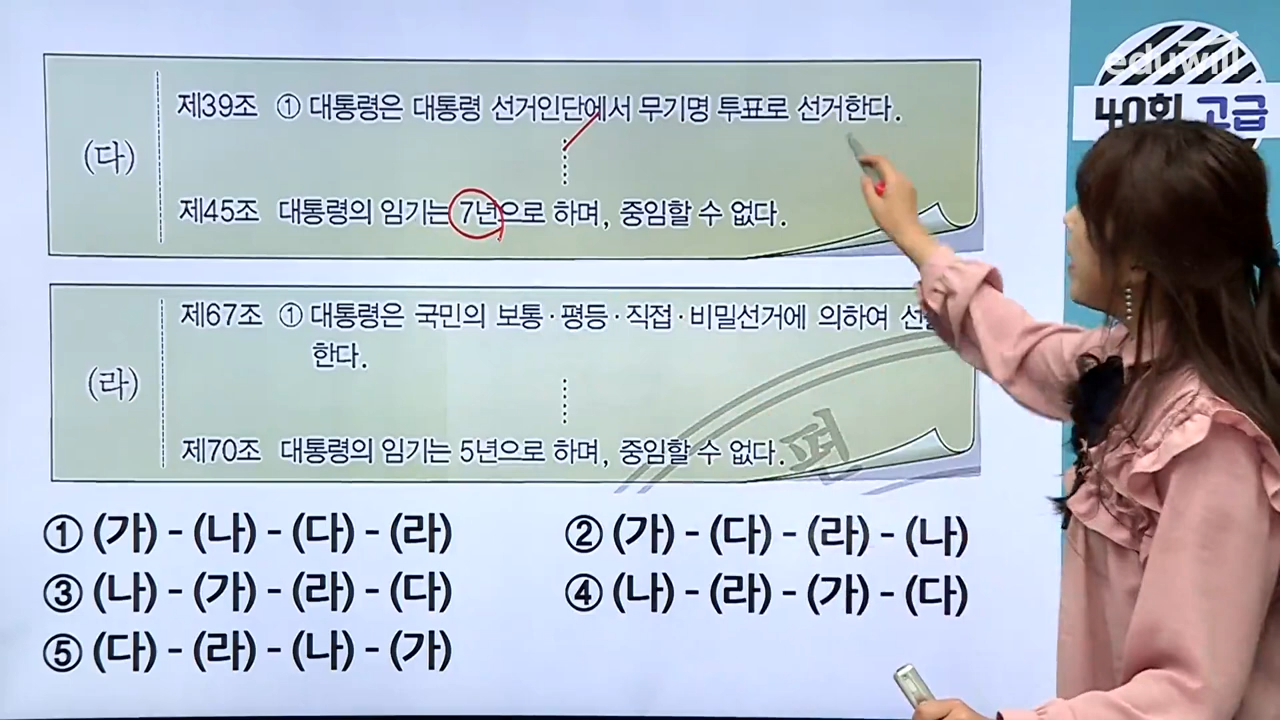 eduwill
40회 고급
(다)
제39조 ① 대통령은 대통령 선거인단에서 무기명 투표로 선거한다.
제45조 대통령의 임기는 7년으로 하며, 중임할 수 없다.
(라)
제67조 ① 대통령은 국민의 보통·평등·직접·비밀선거에 의하여
한다.
제70조 대통령의 임기는 5년으로 하며, 중임할 수 없다.
① (가) - (나) - (다) - (라)
② (가) - (다) - (라) - (나)
③ (나) - (가) - (라) - (다)
④ (나) - (라) - (가) - (다)
⑤ (다) - (라) - (나) - (가)